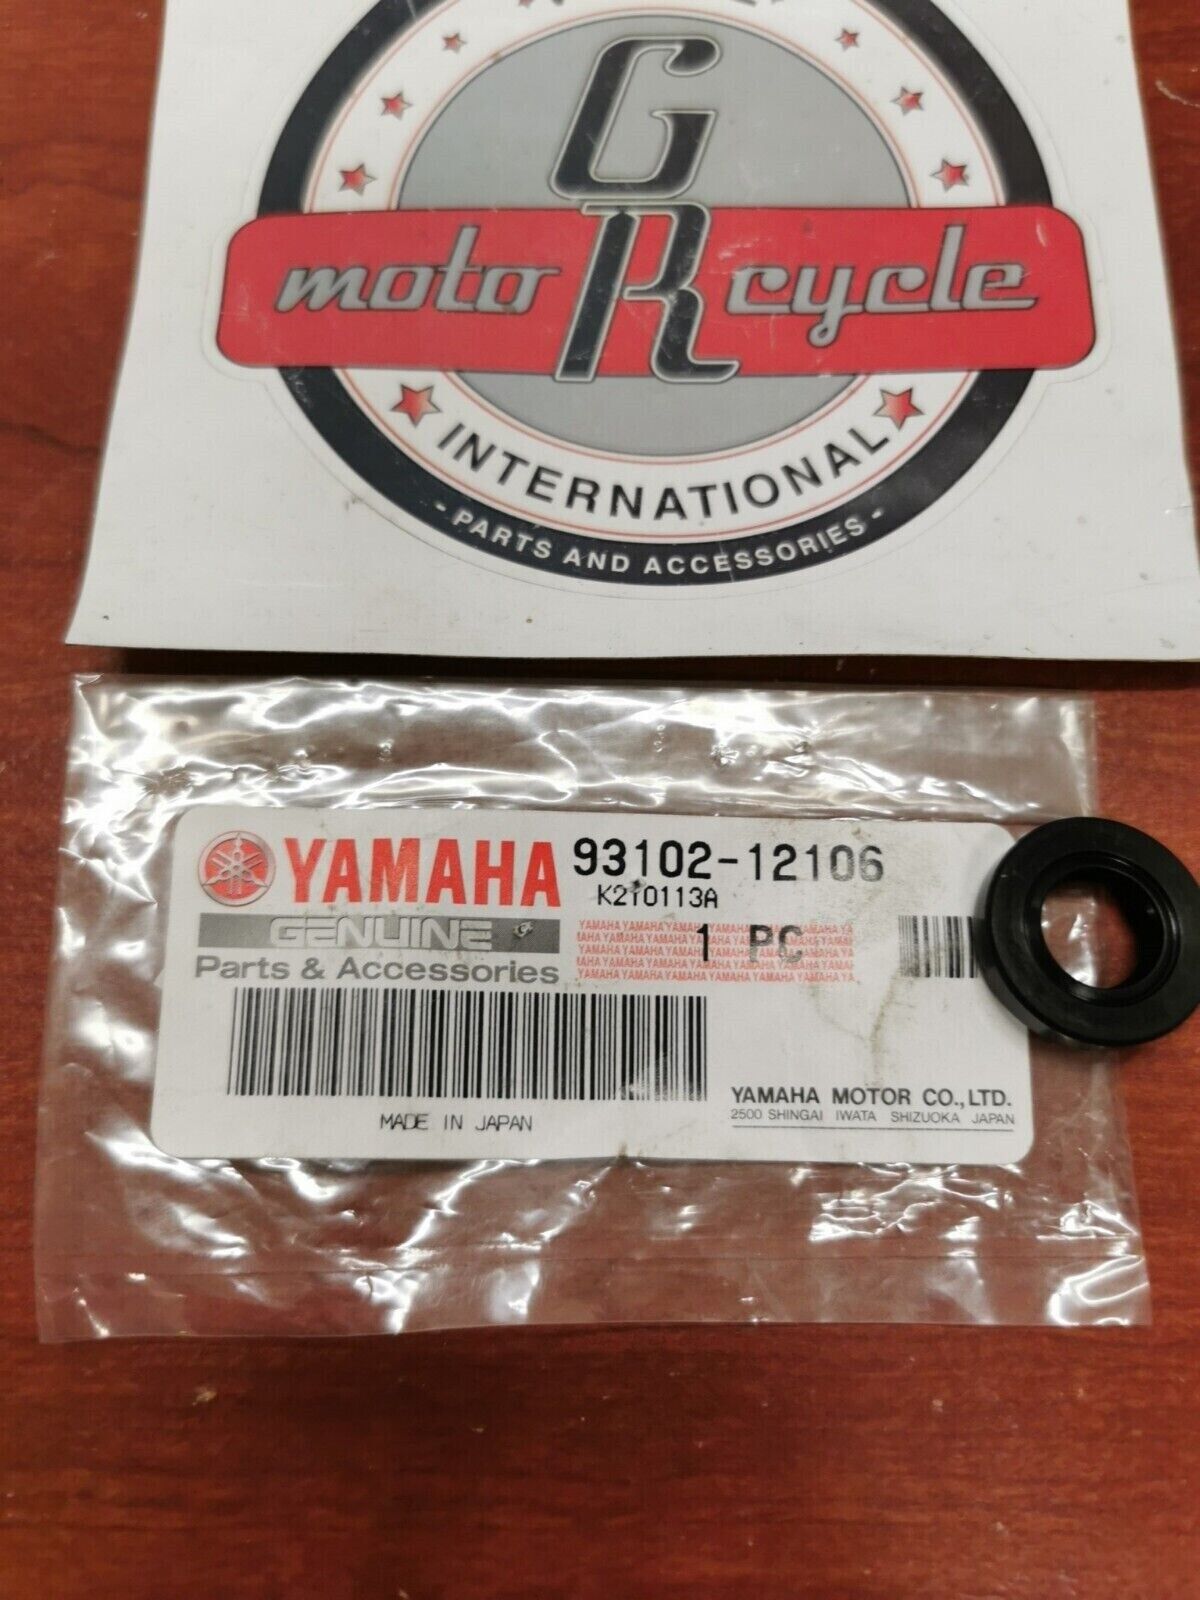 G
moto R cycle
INTERNATIONAL
- PARTS AND ACCESSORIES -
YAMAHA 93102-12106
K210113A
GENUINE
1 PC
Parts & Accessories
YAMAHA MOTOR CO.,LTD.
2500 SHINGAI IWATA SHIZUOKA JAPAN
MADE IN JAPAN